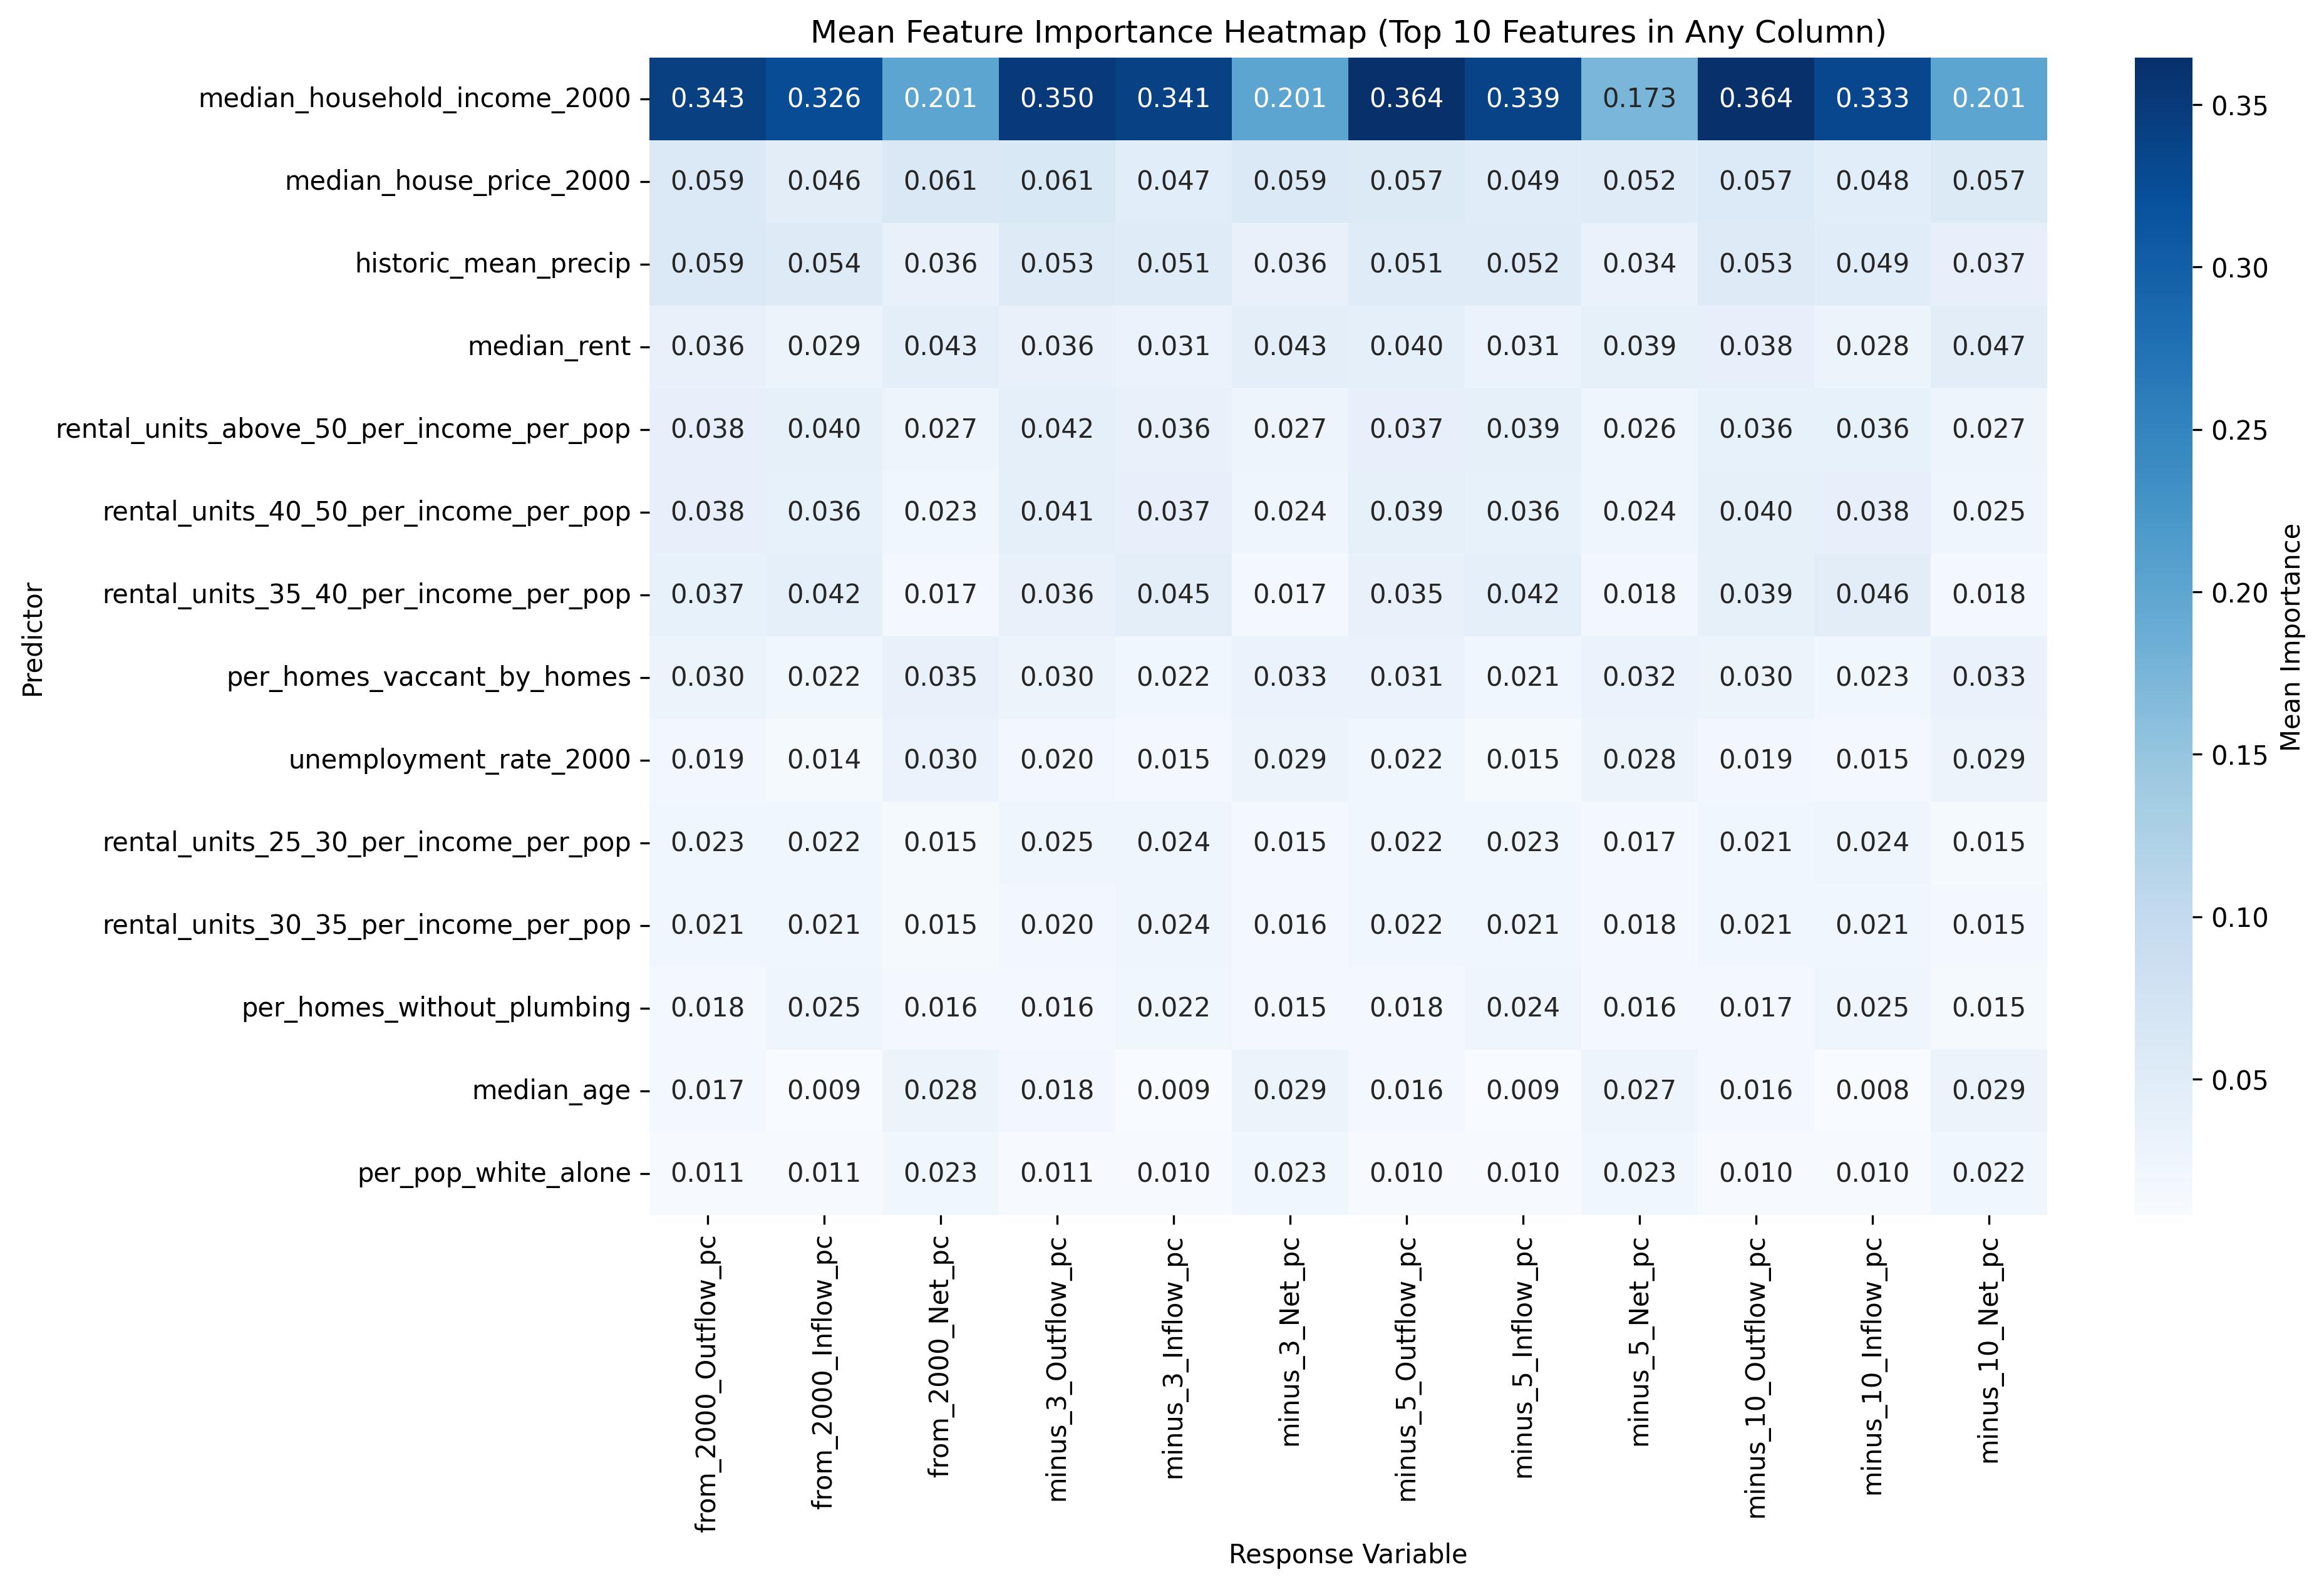 Mean Feature Importance Heatmap (Top 10 Features in Any Column)
Predictor
median_household_income_2000 0.343 0.326 0.201 0.350 0.341 0.201 0.364 0.339 0.173 0.364 0.333 0.201
median_house_price_2000 0.059 0.046 0.061 0.061 0.047 0.059 0.057 0.049 0.052 0.057 0.048 0.057
historic_mean_precip 0.059 0.054 0.036 0.053 0.051 0.036 0.051 0.052 0.034 0.053 0.049 0.037
median_rent 0.036 0.029 0.043 0.036 0.031 0.043 0.040 0.031 0.039 0.038 0.028 0.047
rental_units_above_50_per_income_per_pop 0.038 0.040 0.027 0.042 0.036 0.027 0.037 0.039 0.026 0.036 0.036 0.027
rental_units_40_50_per_income_per_pop 0.038 0.036 0.023 0.041 0.037 0.024 0.039 0.036 0.024 0.040 0.038 0.025
rental_units_35_40_per_income_per_pop 0.037 0.042 0.017 0.036 0.045 0.017 0.035 0.042 0.018 0.039 0.046 0.018
per_homes_vaccant_by_homes 0.030 0.022 0.035 0.030 0.022 0.033 0.031 0.021 0.032 0.030 0.023 0.033
unemployment_rate_2000 0.019 0.014 0.030 0.020 0.015 0.029 0.022 0.015 0.028 0.019 0.015 0.029
rental_units_25_30_per_income_per_pop 0.023 0.022 0.015 0.025 0.024 0.015 0.022 0.023 0.017 0.021 0.024 0.015
rental_units_30_35_per_income_per_pop 0.021 0.021 0.015 0.020 0.024 0.016 0.022 0.021 0.018 0.021 0.021 0.015
per_homes_without_plumbing 0.018 0.025 0.016 0.016 0.022 0.015 0.018 0.024 0.016 0.017 0.025 0.015
median_age 0.017 0.009 0.028 0.018 0.009 0.029 0.016 0.009 0.027 0.016 0.008 0.029
per_pop_white_alone 0.011 0.011 0.023 0.011 0.010 0.023 0.010 0.010 0.023 0.010 0.010 0.022
from_2000_Outflow_pc
from_2000_Inflow_pc
from_2000_Net_pc
minus_3_Outflow_pc
minus_3_Inflow_pc
minus_3_Net_pc
minus_5_Outflow_pc
minus_5_Inflow_pc
minus_5_Net_pc
minus_10_Outflow_pc
minus_10_Inflow_pc
minus_10_Net_pc
Response Variable
0.35
0.30
0.25
0.20
0.15
0.10
0.05
Mean Importance